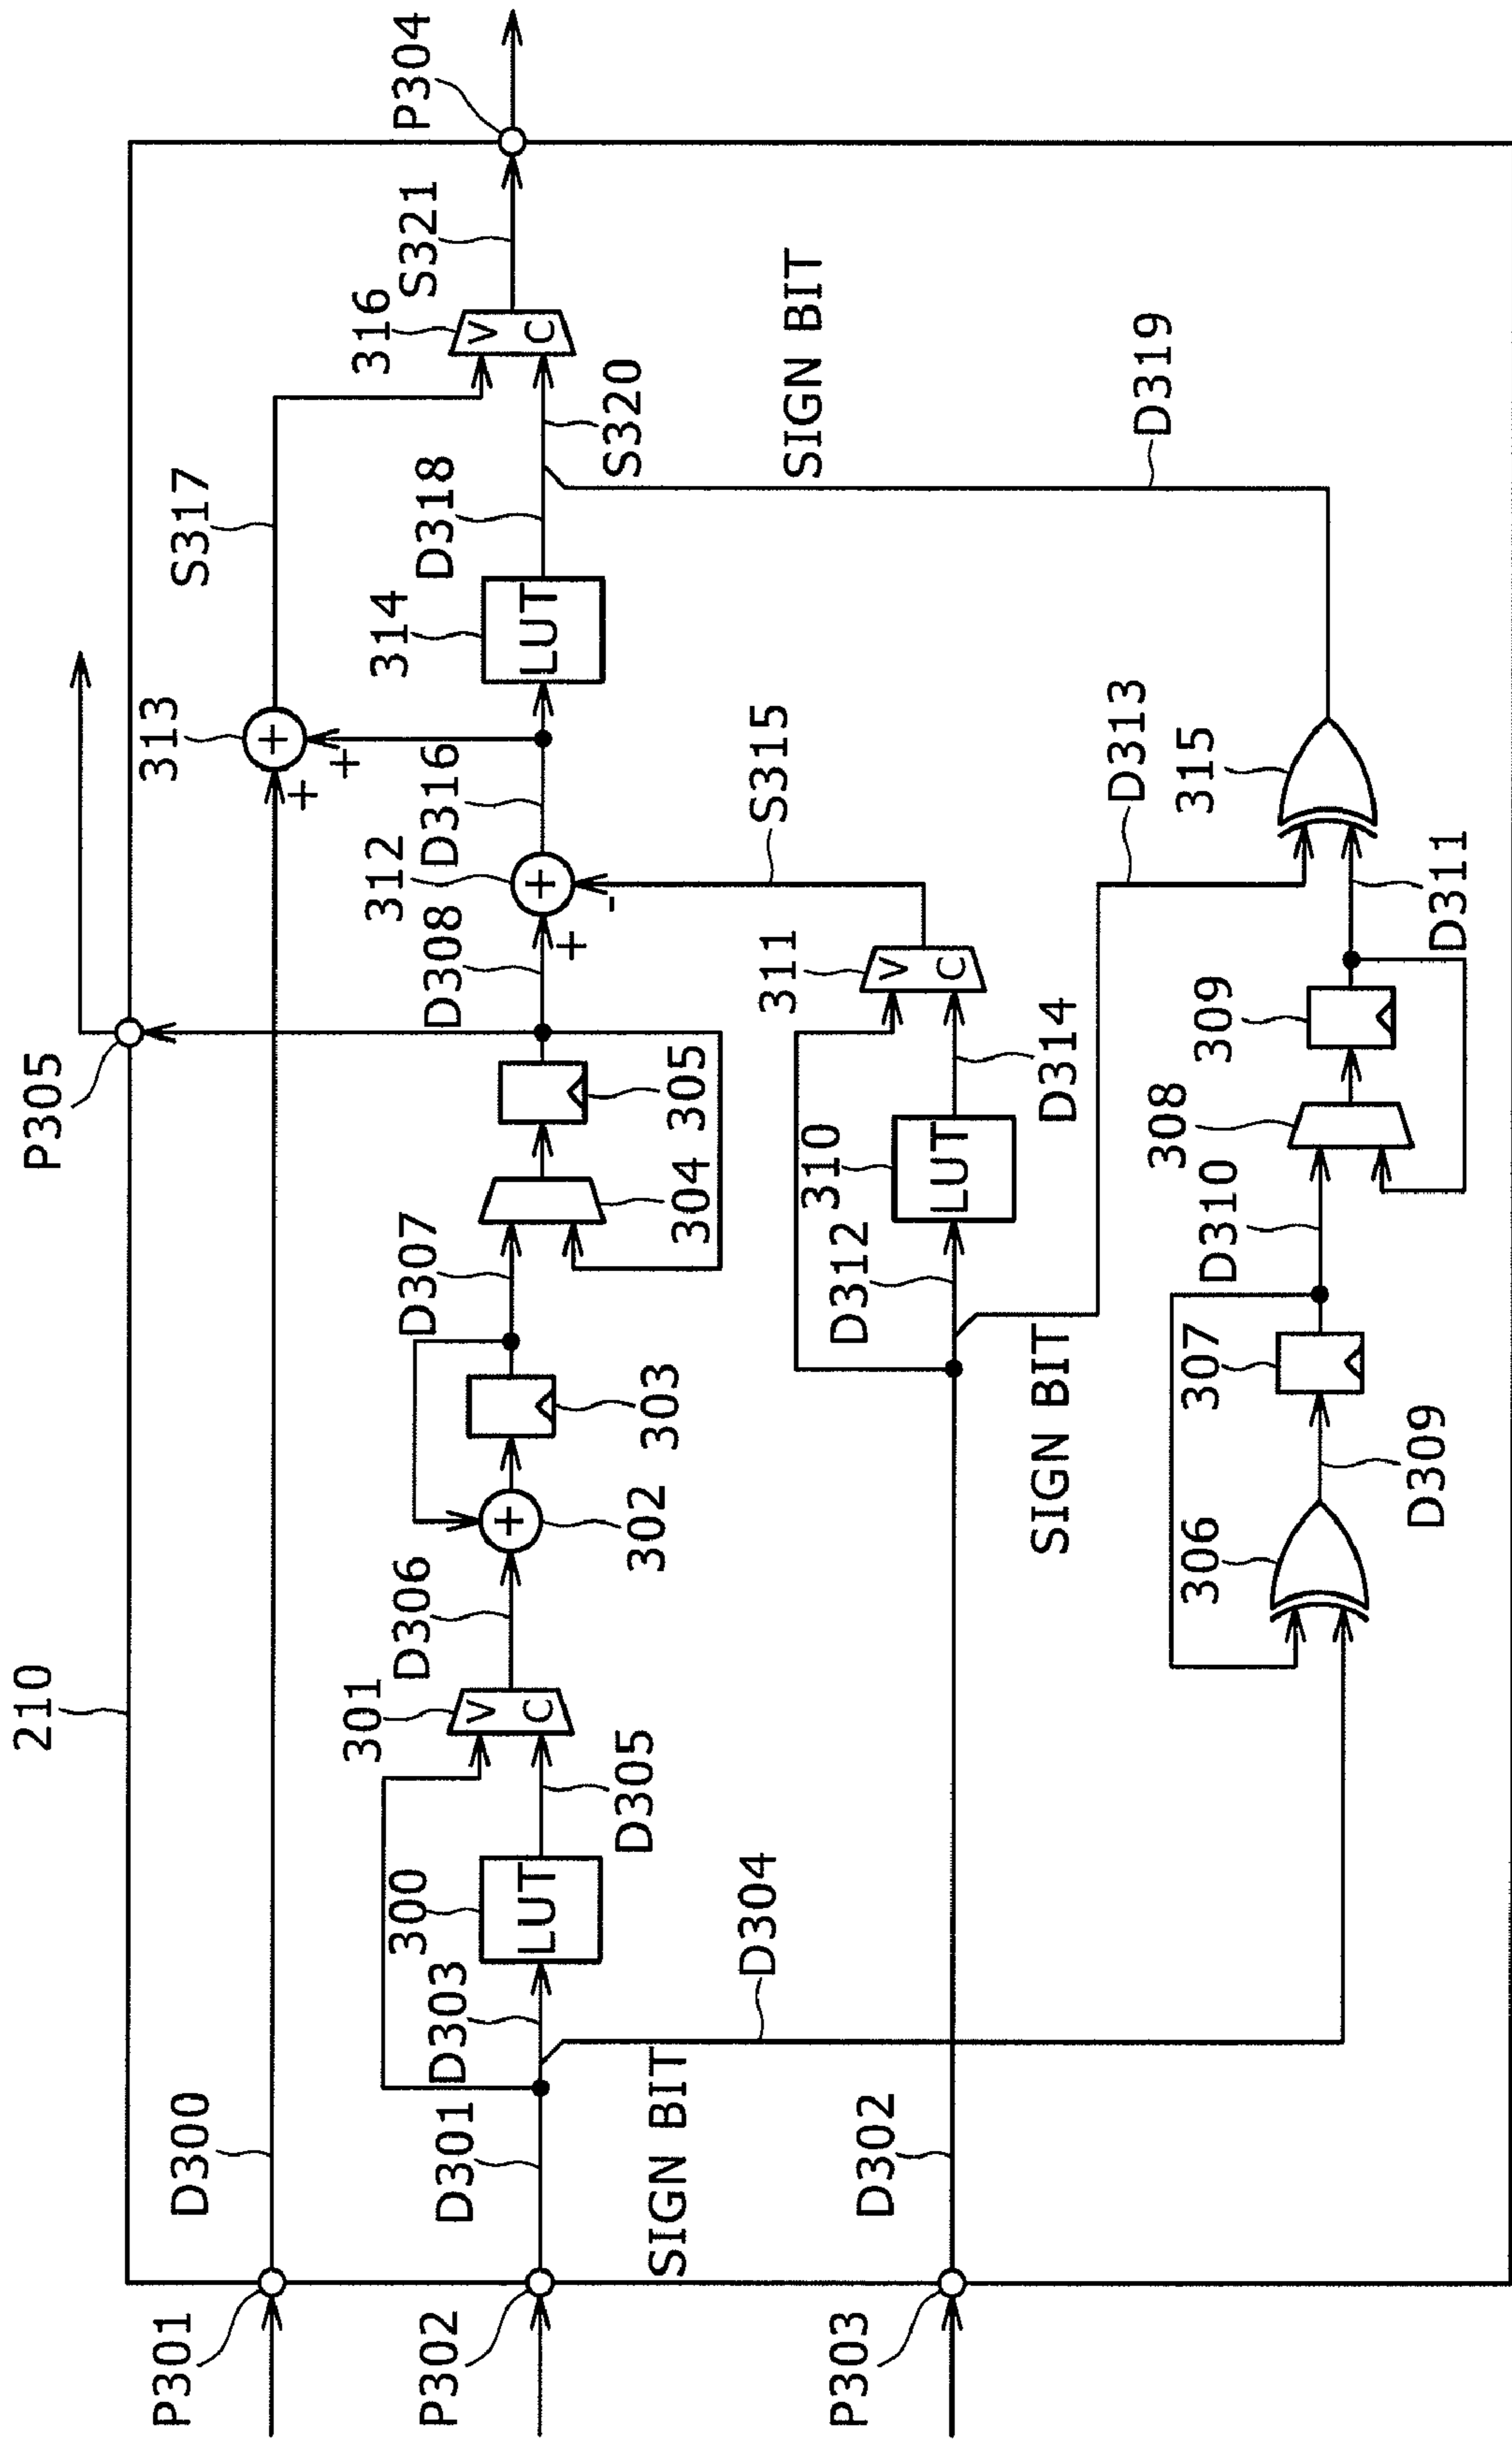 210
P301
D300
P302
D301
SIGN BIT
D303
300
LUT
D305
301
V
C
D306
302
+
303
D307
304
305
D308
P305
312
+
+
-
D316
313
+
+
+
S317
314
LUT
D318
S320
316
V
C
S321
P304
D304
P303
D302
D312
SIGN BIT
310
LUT
D314
311
V
C
S315
D313
SIGN BIT
D319
306
D309
307
D310
308
309
D311
315